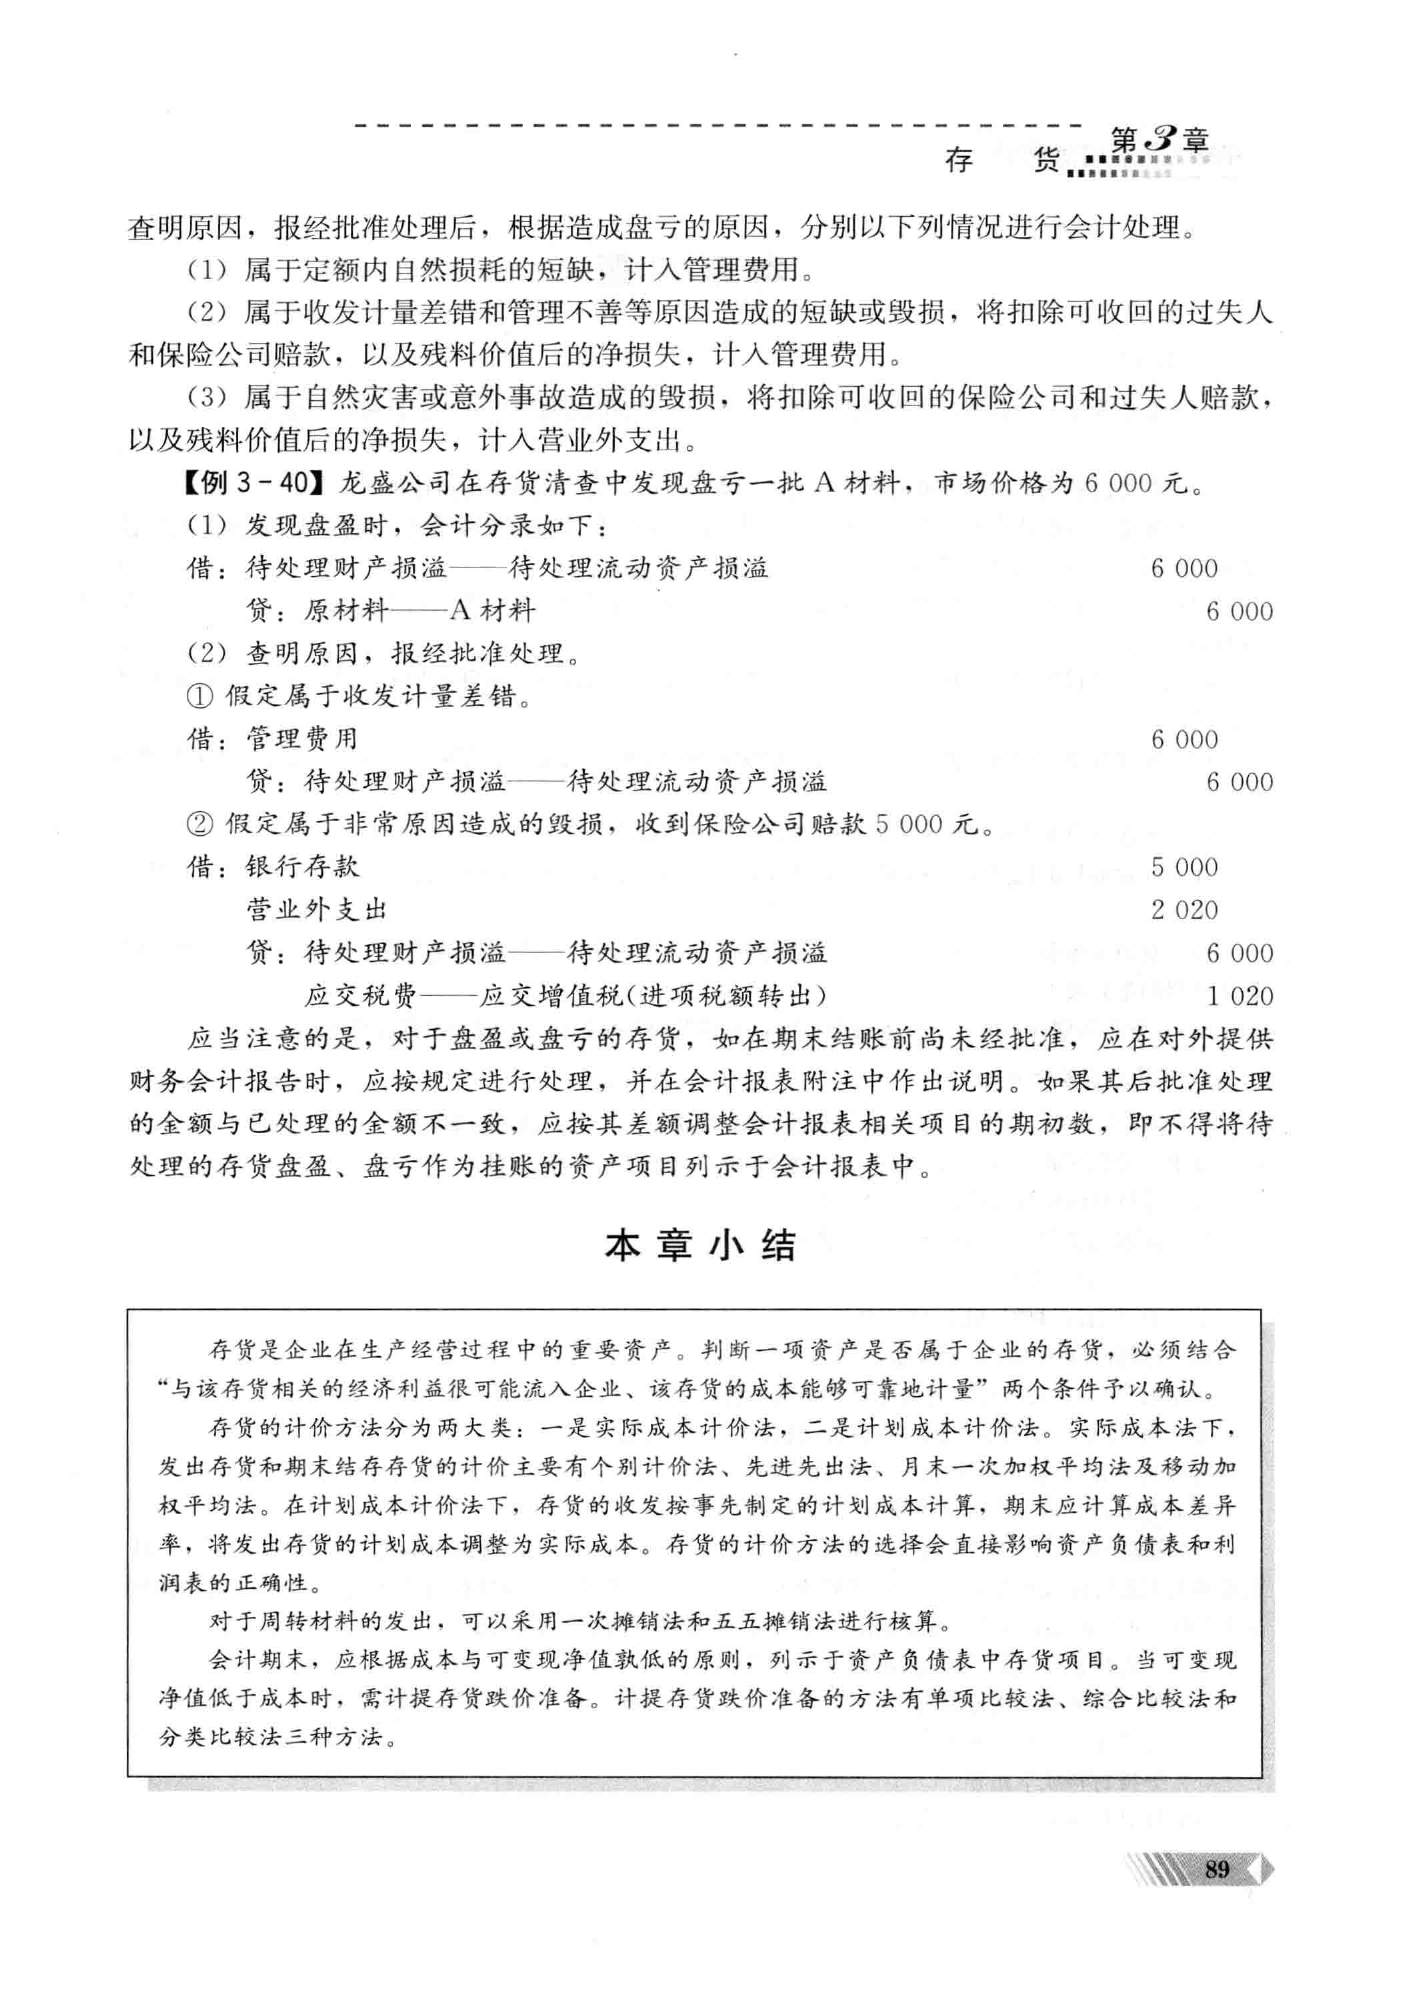 存 货 第3章
查明原因，报经批准处理后，根据造成盘亏的原因，分别以下列情况进行会计处理。
（1）属于定额内自然损耗的短缺，计入管理费用。
（2）属于收发计量差错和管理不善等原因造成的短缺或毁损，将扣除可收回的过失人
和保险公司赔款，以及残料价值后的净损失，计入管理费用。
（3）属于自然灾害或意外事故造成的毁损，将扣除可收回的保险公司和过失人赔款，
以及残料价值后的净损失，计入营业外支出。
【例 3－40】龙盛公司在存货清查中发现盘亏一批 A 材料，市场价格为 6 000 元。
（1）发现盘盈时，会计分录如下：
借：待处理财产损溢——待处理流动资产损溢 6 000
贷：原材料——A 材料 6 000
（2）查明原因，报经批准处理。
① 假定属于收发计量差错。
借：管理费用 6 000
贷：待处理财产损溢——待处理流动资产损溢 6 000
② 假定属于非常原因造成的毁损，收到保险公司赔款 5 000 元。
借：银行存款 5 000
营业外支出 2 020
贷：待处理财产损溢——待处理流动资产损溢 6 000
应交税费——应交增值税（进项税额转出） 1 020
应当注意的是，对于盘盈或盘亏的存货，如在期末结账前尚未经批准，应在对外提供
财务会计报告时，应按规定进行处理，并在会计报表附注中作出说明。如果其后批准处理
的金额与已处理的金额不一致，应按其差额调整会计报表相关项目的期初数，即不得将待
处理的存货盘盈、盘亏作为挂账的资产项目列示于会计报表中。
本 章 小 结
存货是企业在生产经营过程中的重要资产。判断一项资产是否属于企业的存货，必须结合
“与该存货相关的经济利益很可能流入企业、该存货的成本能够可靠地计量”两个条件予以确认。
存货的计价方法分为两大类：一是实际成本计价法，二是计划成本计价法。实际成本法下，
发出存货和期末结存存货的计价主要有个别计价法、先进先出法、月末一次加权平均法及移动加
权平均法。在计划成本计价法下，存货的收发按事先制定的计划成本计算，期末应计算成本差异
率，将发出存货的计划成本调整为实际成本。存货的计价方法的选择会直接影响资产负债表和利
润表的正确性。
对于周转材料的发出，可以采用一次摊销法和五五摊销法进行核算。
会计期末，应根据成本与可变现净值孰低的原则，列示于资产负债表中存货项目。当可变现
净值低于成本时，需计提存货跌价准备。计提存货跌价准备的方法有单项比较法、综合比较法和
分类比较法三种方法。
89